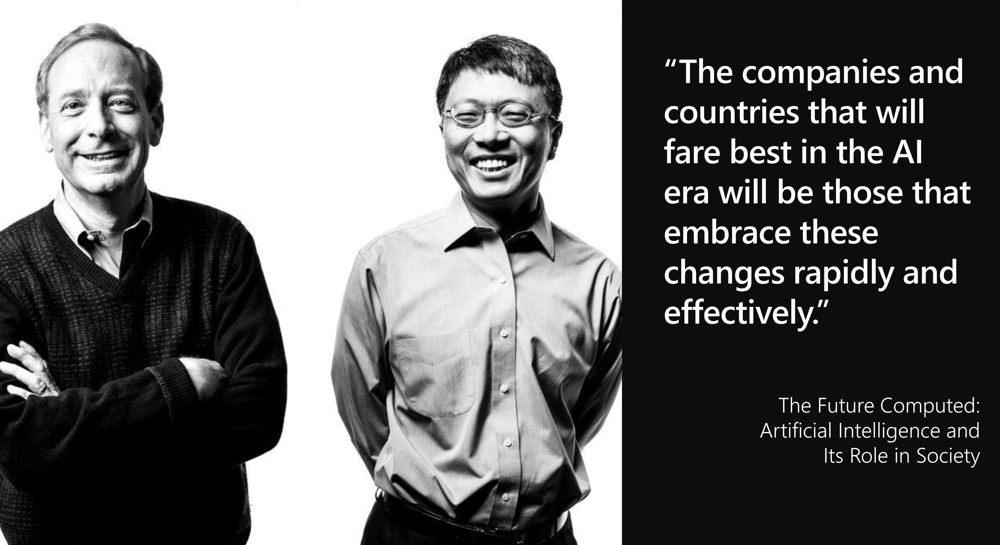 “The companies and
countries that will
fare best in the AI
era will be those that
embrace these
changes rapidly and
effectively.”
The Future Computed:
Artificial Intelligence and
Its Role in Society